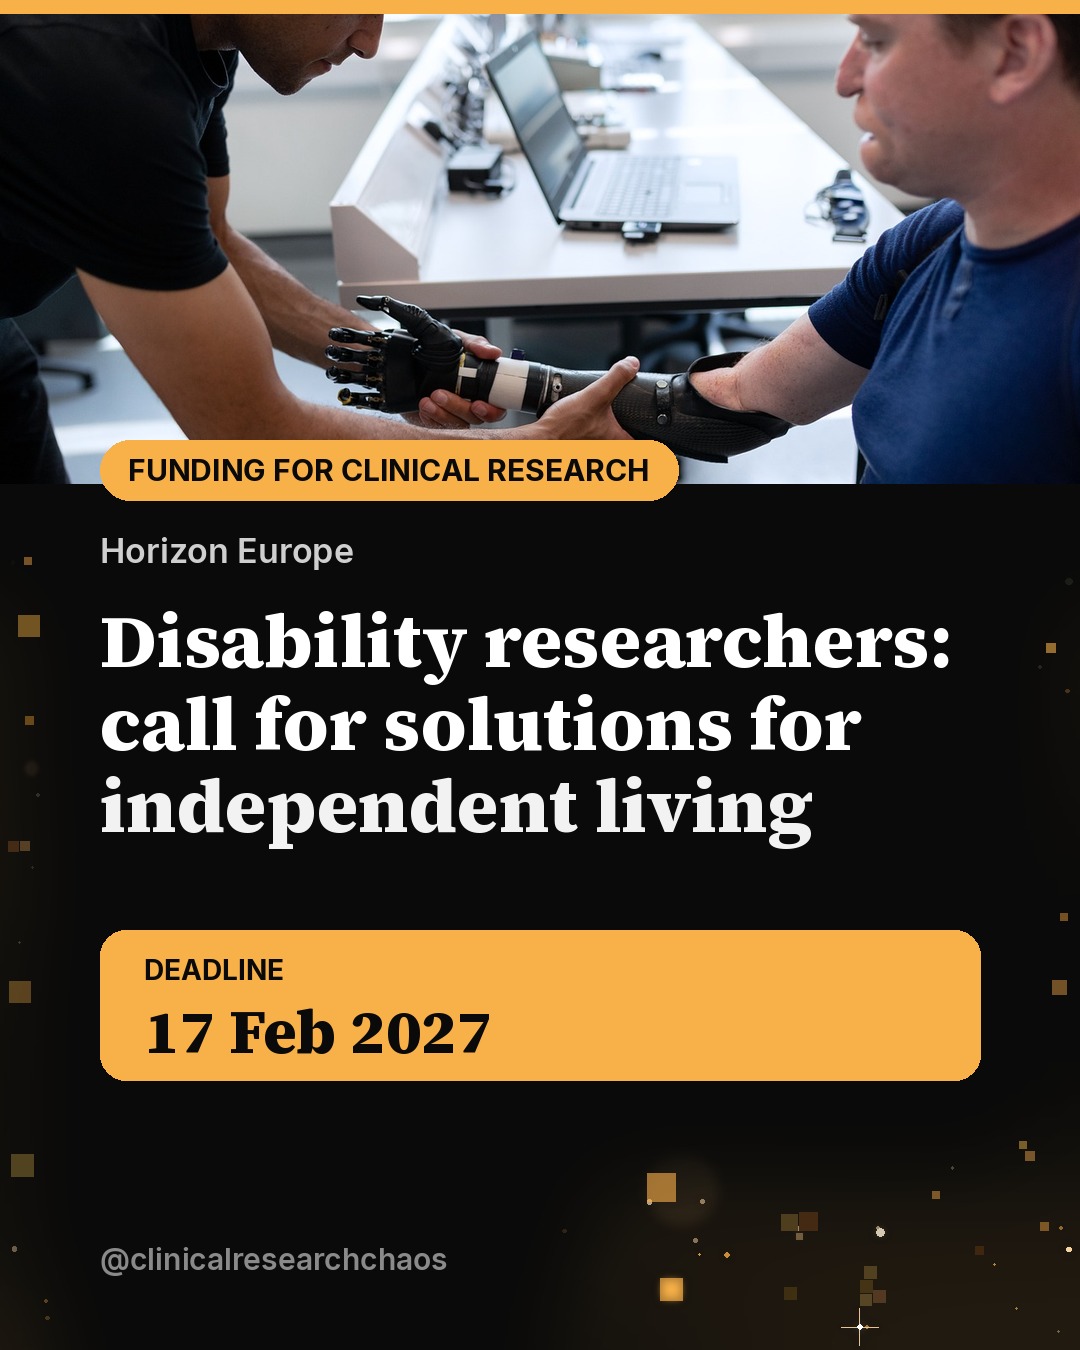 FUNDING FOR CLINICAL RESEARCH
Horizon Europe
Disability researchers:
call for solutions for
independent living
DEADLINE
17 Feb 2027
@clinicalresearchchaos